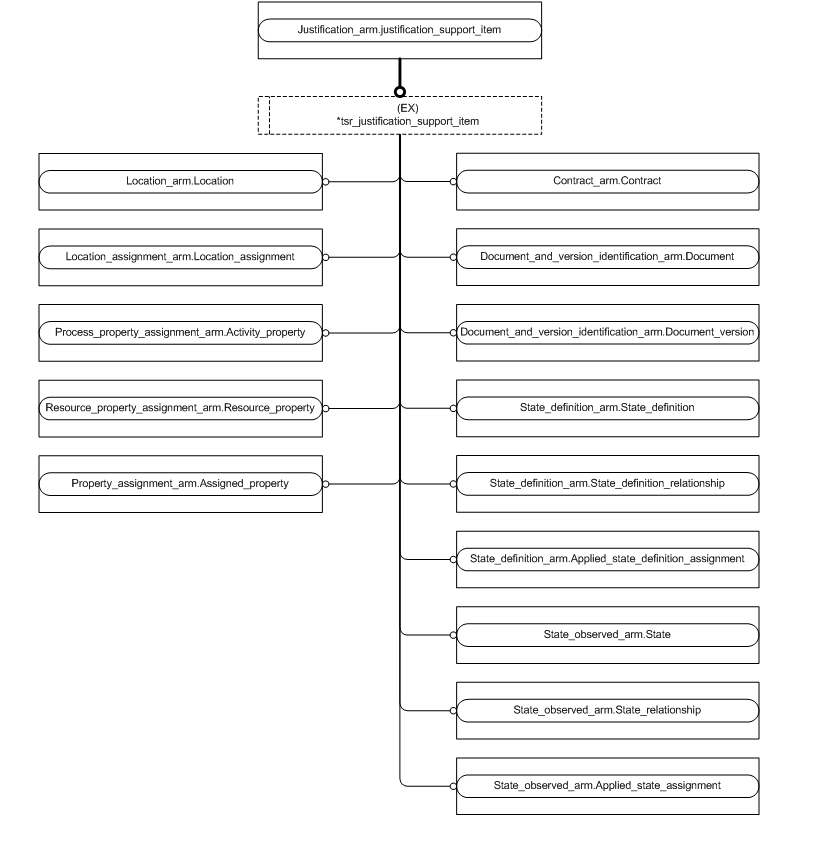 Justification_arm.justification_support_item
(EX)
*tsr_justification_support_item
Location_arm.Location
Contract_arm.Contract
Location_assignment_arm.Location_assignment
Document_and_version_identification_arm.Document
Process_property_assignment_arm.Activity_property
Document_and_version_identification_arm.Document_version
Resource_property_assignment_arm.Resource_property
State_definition_arm.State_definition
Property_assignment_arm.Assigned_property
State_definition_arm.State_definition_relationship
State_definition_arm.Applied_state_definition_assignment
State_observed_arm.State
State_observed_arm.State_relationship
State_observed_arm.Applied_state_assignment